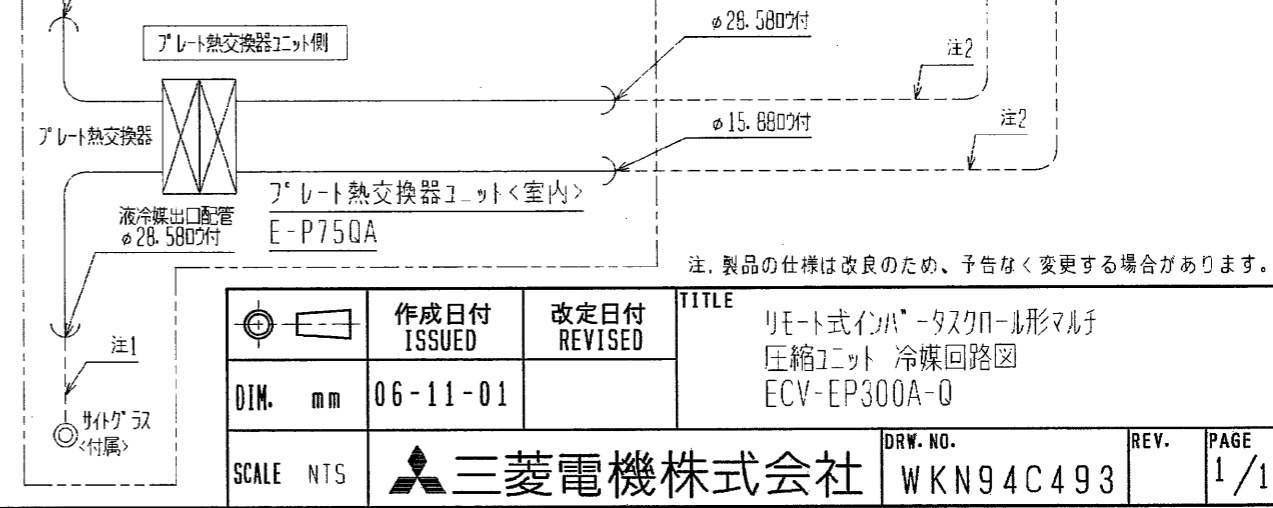 φ28.58ロウ付
プレート熱交換器ユニット側
注2
プレート熱交換器
φ15.88ロウ付
注2
プレート熱交換器ユニット<室内>
E-P75QA
液冷媒出口配管
φ28.58ロウ付
注1
サイトグラス
<付属>
注.製品の仕様は改良のため、予告なく変更する場合があります。
作成日付
ISSUED
改定日付
REVISED
TITLE
リモート式インバータスクロール形マルチ
圧縮ユニット 冷媒回路図
ECV-EP300A-Q
DIM. mm
06-11-01
SCALE NTS
三菱電機株式会社
DRW. NO.
WKN94C493
REV.
PAGE
1/1